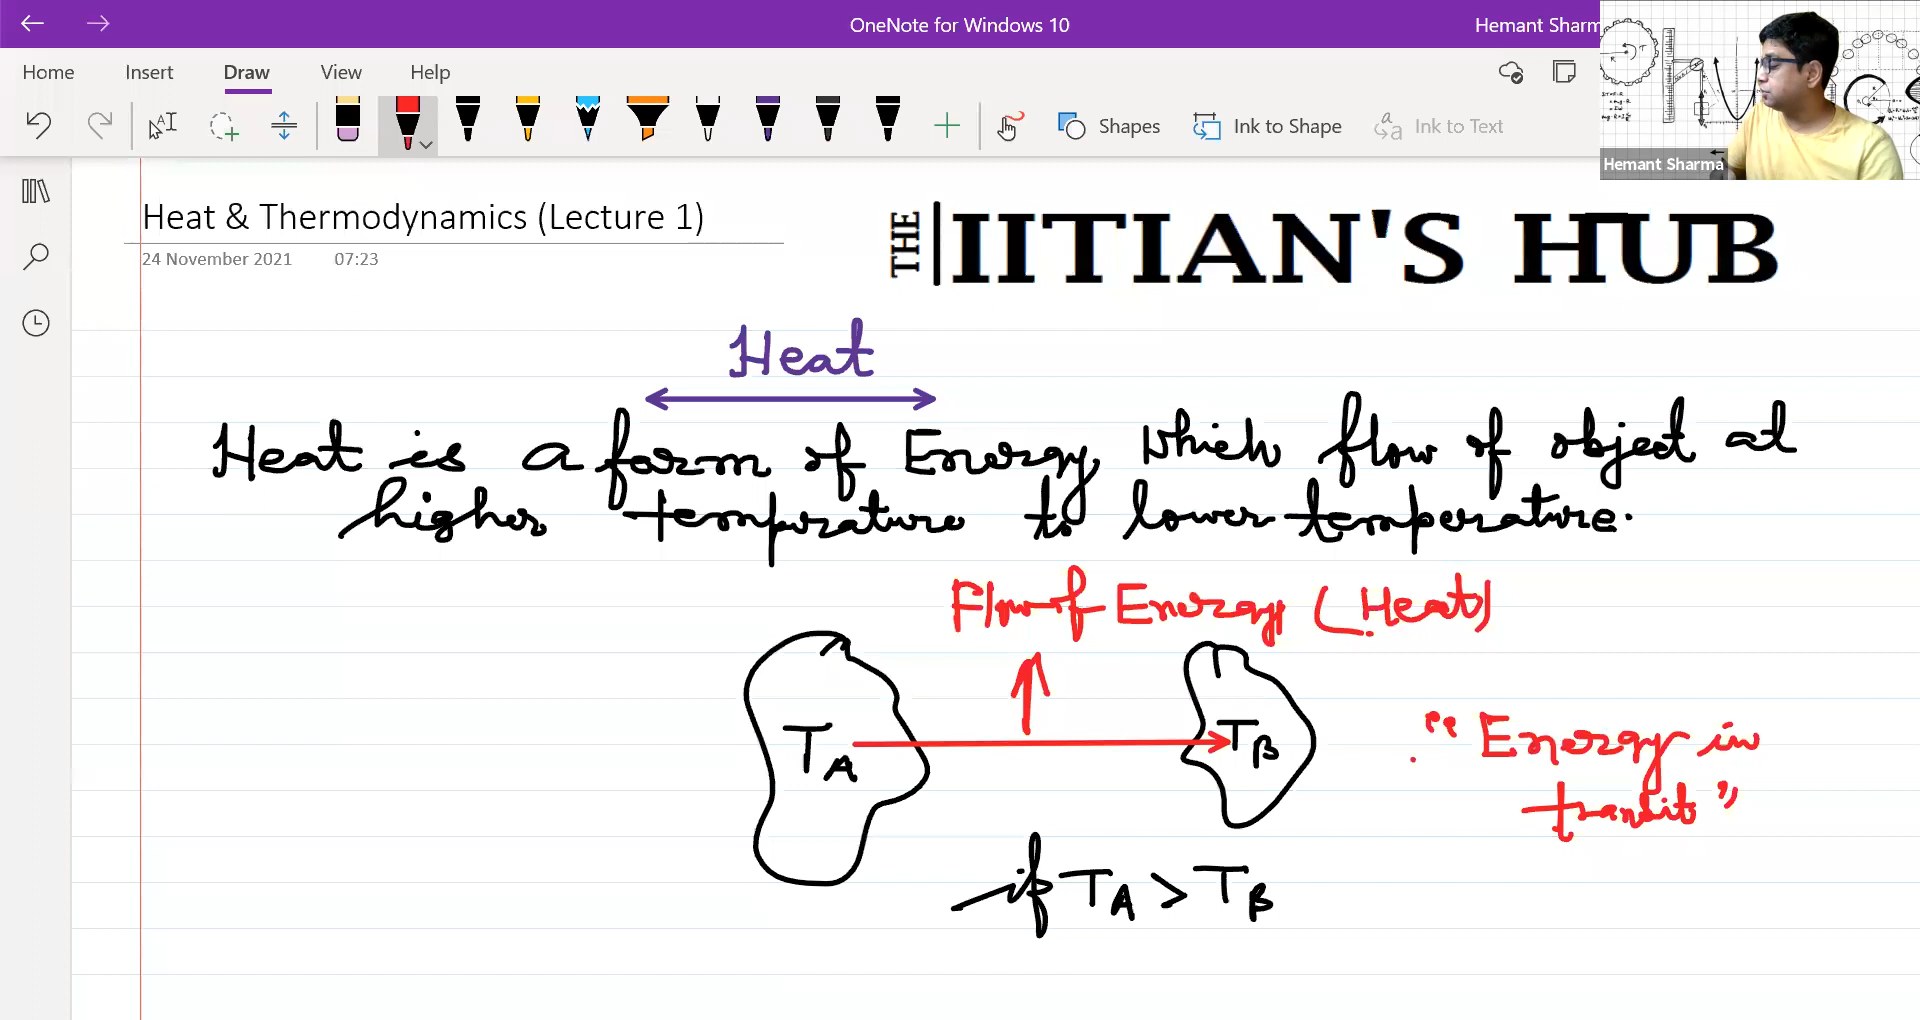 OneNote for Windows 10
Hemant Sharm
Home Insert Draw View Help
Shapes Ink to Shape Ink to Text
Hemant Sharma
Heat & Thermodynamics (Lecture 1)
24 November 2021 07:23
THE IITIAN'S HUB
Heat
Heat is a form of Energy which flow of object at
higher temperature to lower temperature.
Flow of Energy (Heat)
TA TB
"Energy in
transit"
if TA > TB